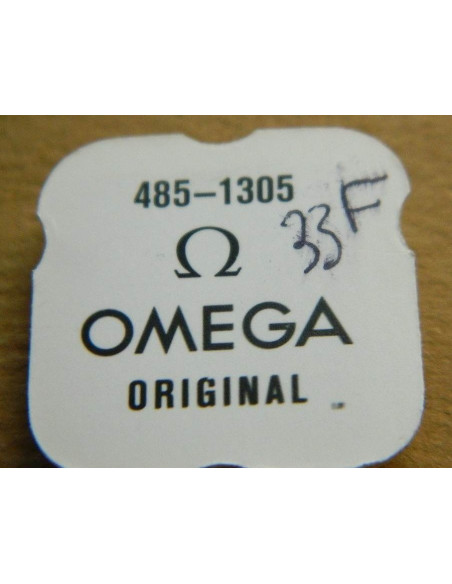 485-1305
33F
Ω
OMEGA
ORIGINAL